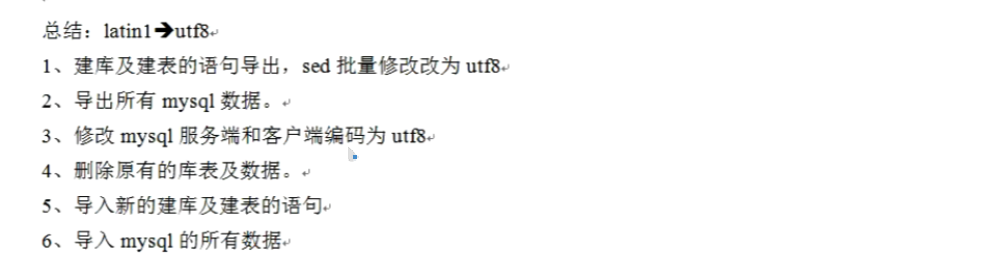 总结：latin1➔utf8
1、建库及建表的语句导出，sed 批量修改改为 utf8
2、导出所有 mysql 数据。
3、修改 mysql 服务端和客户端编码为 utf8
4、删除原有的库表及数据。
5、导入新的建库及建表的语句
6、导入 mysql 的所有数据